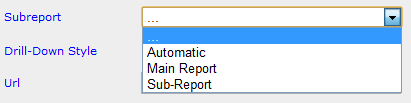 Subreport ...
...
Drill-Down Style Automatic
Main Report
Url Sub-Report